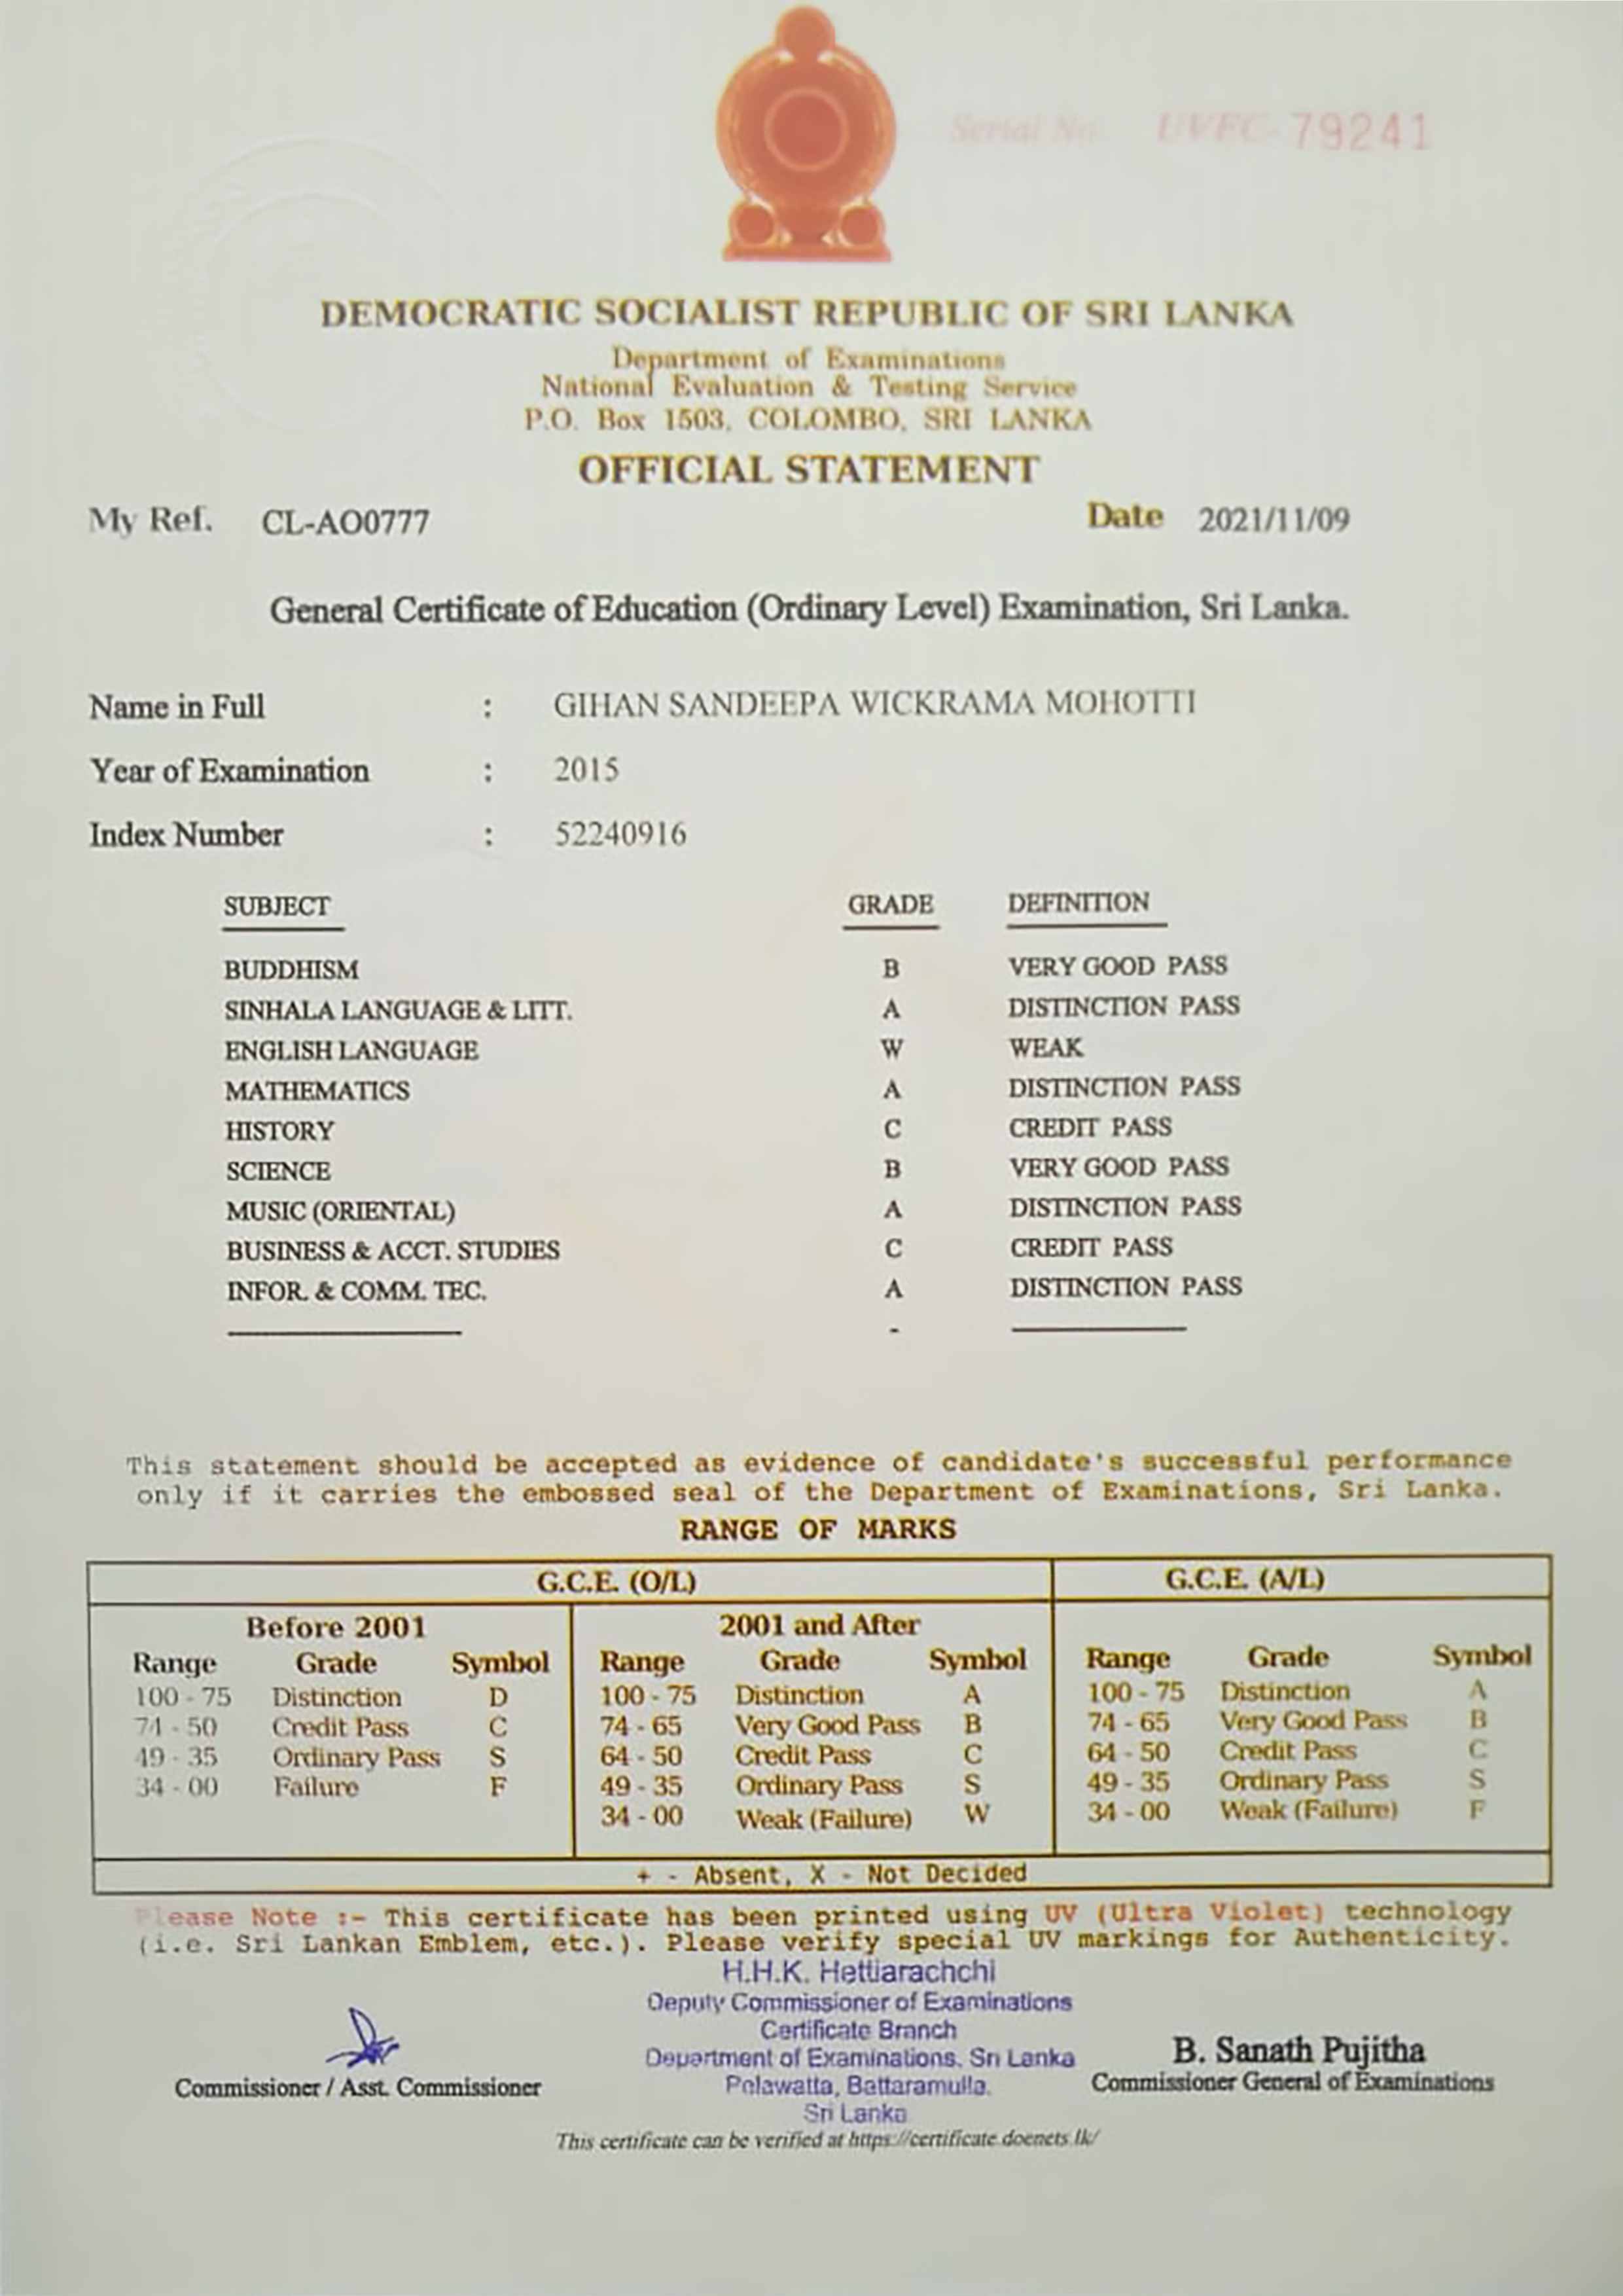 Serial No. UVFC-79241
DEMOCRATIC SOCIALIST REPUBLIC OF SRI LANKA
Department of Examinations
National Evaluation & Testing Service
P.O. Box 1503, COLOMBO, SRI LANKA
OFFICIAL STATEMENT
My Ref. CL-AO0777 Date 2021/11/09
General Certificate of Education (Ordinary Level) Examination, Sri Lanka.
Name in Full : GIHAN SANDEEPA WICKRAMA MOHOTTI
Year of Examination : 2015
Index Number : 52240916
SUBJECT GRADE DEFINITION
BUDDHISM B VERY GOOD PASS
SINHALA LANGUAGE & LITT. A DISTINCTION PASS
ENGLISH LANGUAGE W WEAK
MATHEMATICS A DISTINCTION PASS
HISTORY C CREDIT PASS
SCIENCE B VERY GOOD PASS
MUSIC (ORIENTAL) A DISTINCTION PASS
BUSINESS & ACCT. STUDIES C CREDIT PASS
INFOR. & COMM. TEC. A DISTINCTION PASS
-
This statement should be accepted as evidence of candidate's successful performance
only if it carries the embossed seal of the Department of Examinations, Sri Lanka.
RANGE OF MARKS
G.C.E. (O/L) G.C.E. (A/L)
Before 2001 2001 and After
Range Grade Symbol Range Grade Symbol Range Grade Symbol
100 - 75 Distinction D 100 - 75 Distinction A 100 - 75 Distinction A
74 - 50 Credit Pass C 74 - 65 Very Good Pass B 74 - 65 Very Good Pass B
49 - 35 Ordinary Pass S 64 - 50 Credit Pass C 64 - 50 Credit Pass C
34 - 00 Failure F 49 - 35 Ordinary Pass S 49 - 35 Ordinary Pass S
34 - 00 Weak (Failure) W 34 - 00 Weak (Failure) F
+ - Absent, X - Not Decided
Please Note :- This certificate has been printed using UV (Ultra Violet) technology
(i.e. Sri Lankan Emblem, etc.). Please verify special UV markings for Authenticity.
H.H.K. Hettiarachchi
Deputy Commissioner of Examinations
Certificate Branch
Department of Examinations, Sri Lanka
Pelawatta, Battaramulla.
Sri Lanka
Commissioner / Asst. Commissioner
B. Sanath Pujitha
Commissioner General of Examinations
This certificate can be verified at https://certificate.doenets.lk/